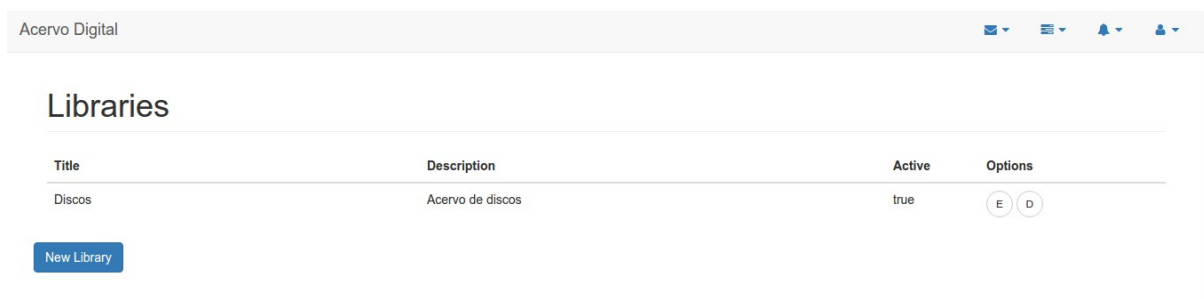 Acervo Digital
Libraries
Title Description Active Options
Discos Acervo de discos true E D
New Library